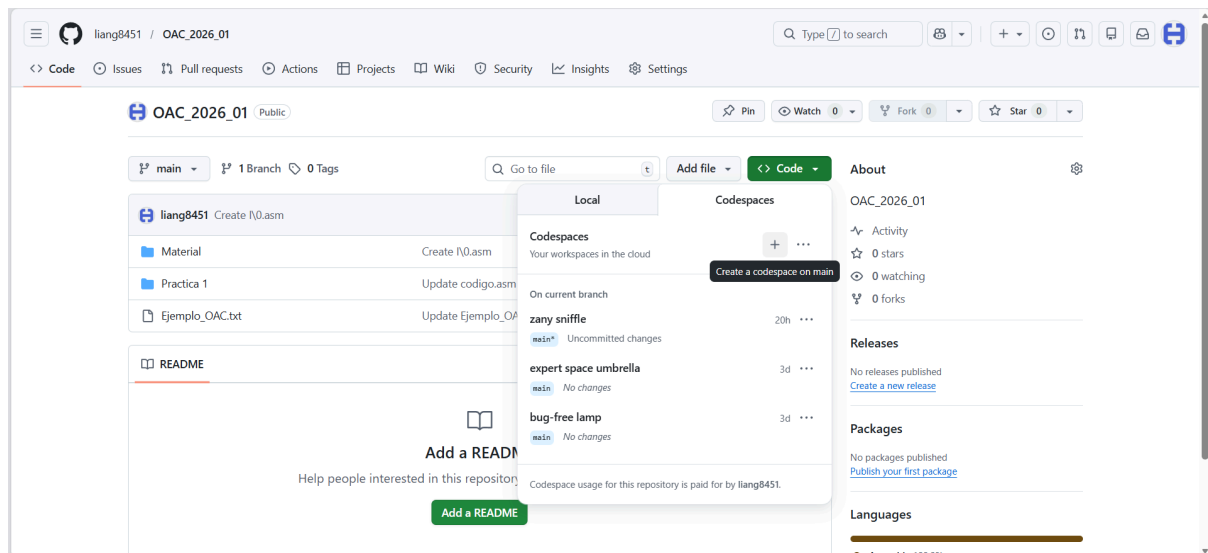 liang8451 / OAC_2026_01
Type / to search
Code Issues Pull requests Actions Projects Wiki Security Insights Settings
OAC_2026_01 Public
Pin Watch 0 Fork 0 Star 0
main 1 Branch 0 Tags
Go to file t Add file Code
liang8451 Create I\0.asm
Material Create I\0.asm
Practica 1 Update codigo.asm
Ejemplo_OAC.txt Update Ejemplo_OA
README
Add a READ
Help people interested in this repository
Add a README
Local Codespaces
Codespaces
Your workspaces in the cloud
Create a codespace on main
On current branch
zany sniffle 20h
main* Uncommitted changes
expert space umbrella 3d
main No changes
bug-free lamp 3d
main No changes
Codespace usage for this repository is paid for by liang8451.
About
OAC_2026_01
Activity
0 stars
0 watching
0 forks
Releases
No releases published
Create a new release
Packages
No packages published
Publish your first package
Languages